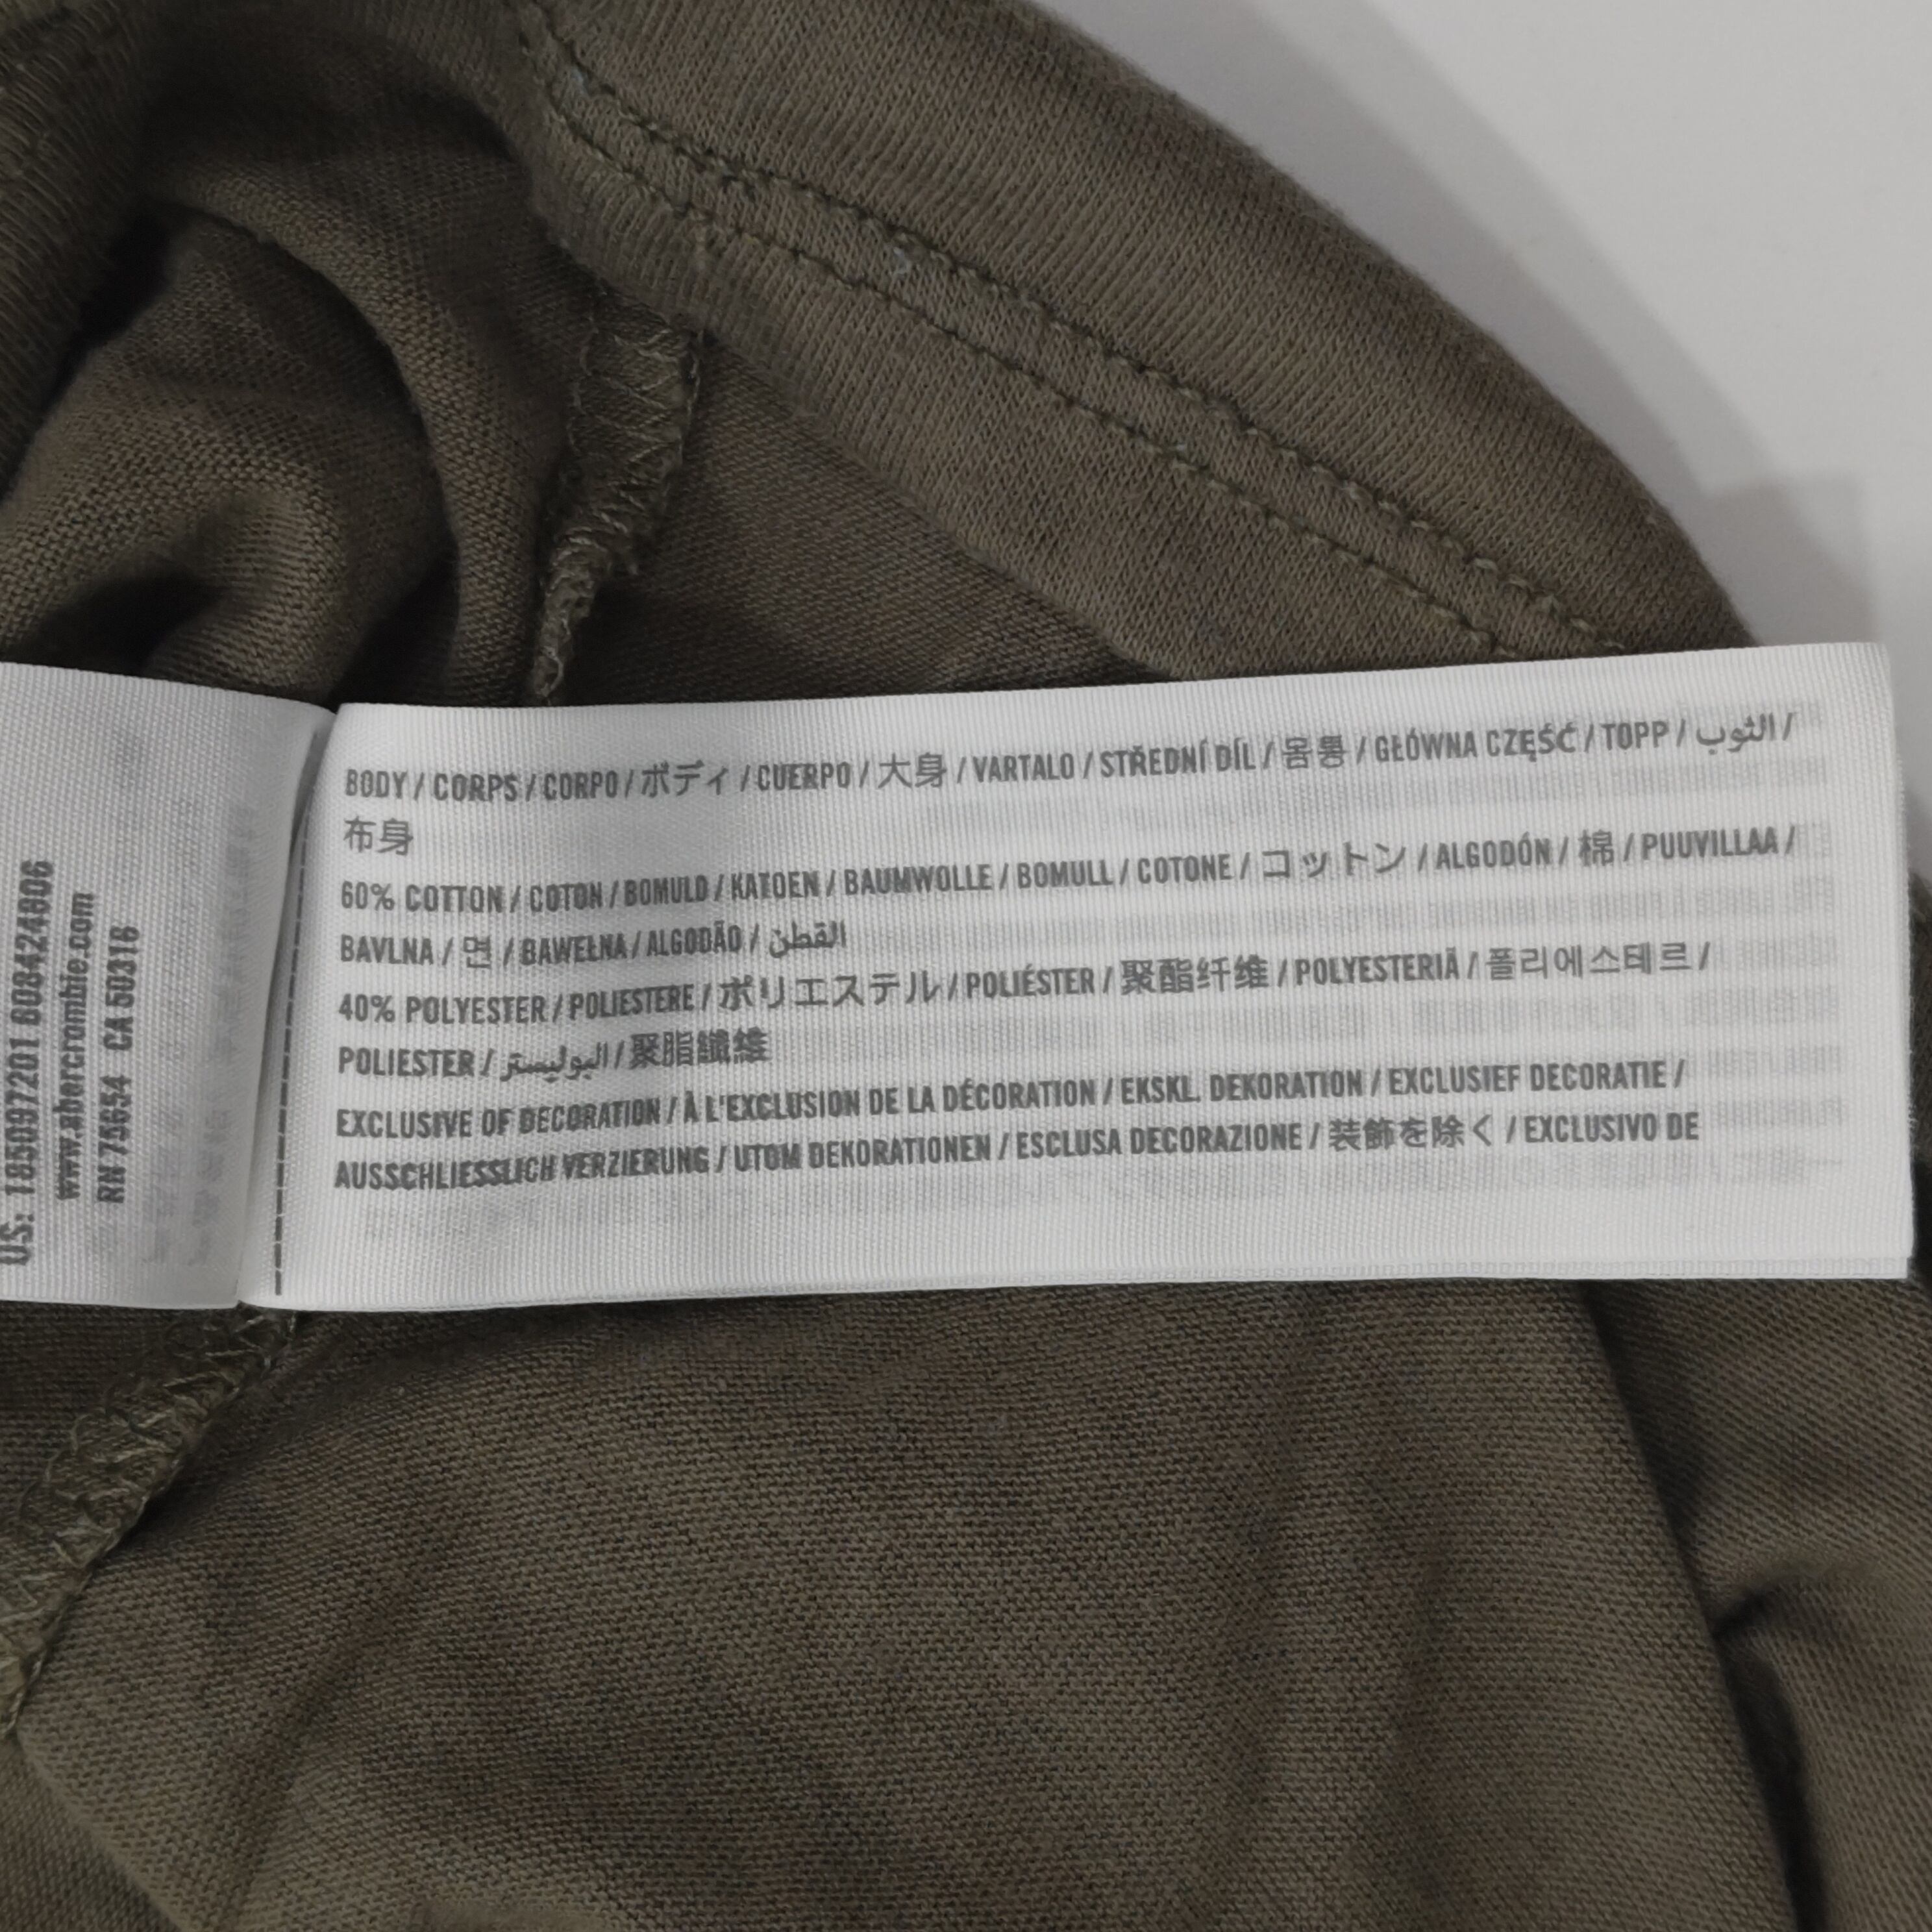 US: 185097201 608424806
www.abercrombie.com
RN 75654 CA 50316
BODY / CORPS / CORPO / ボディ / CUERPO / 大身 / VARTALO / STŘEDNÍ DÍL / 몸통 / GŁÓWNA CZĘŚĆ / TOPP / الثوب /
布身
60% COTTON / COTON / BOMULD / KATOEN / BAUMWOLLE / BOMULL / COTONE / コットン / ALGODÓN / 棉 / PUUVILLAA /
BAVLNA / 면 / BAWEŁNA / ALGODÃO / القطن
40% POLYESTER / POLIESTERE / ポリエステル / POLIÉSTER / 聚酯纤维 / POLYESTERIÄ / 폴리에스테르 /
POLIESTER / البوليستر / 聚脂纖維
EXCLUSIVE OF DECORATION / À L'EXCLUSION DE LA DÉCORATION / EKSKL. DEKORATION / EXCLUSIEF DECORATIE /
AUSSCHLIESSLICH VERZIERUNG / UTOM DEKORATIONEN / ESCLUSA DECORAZIONE / 装飾を除く / EXCLUSIVO DE